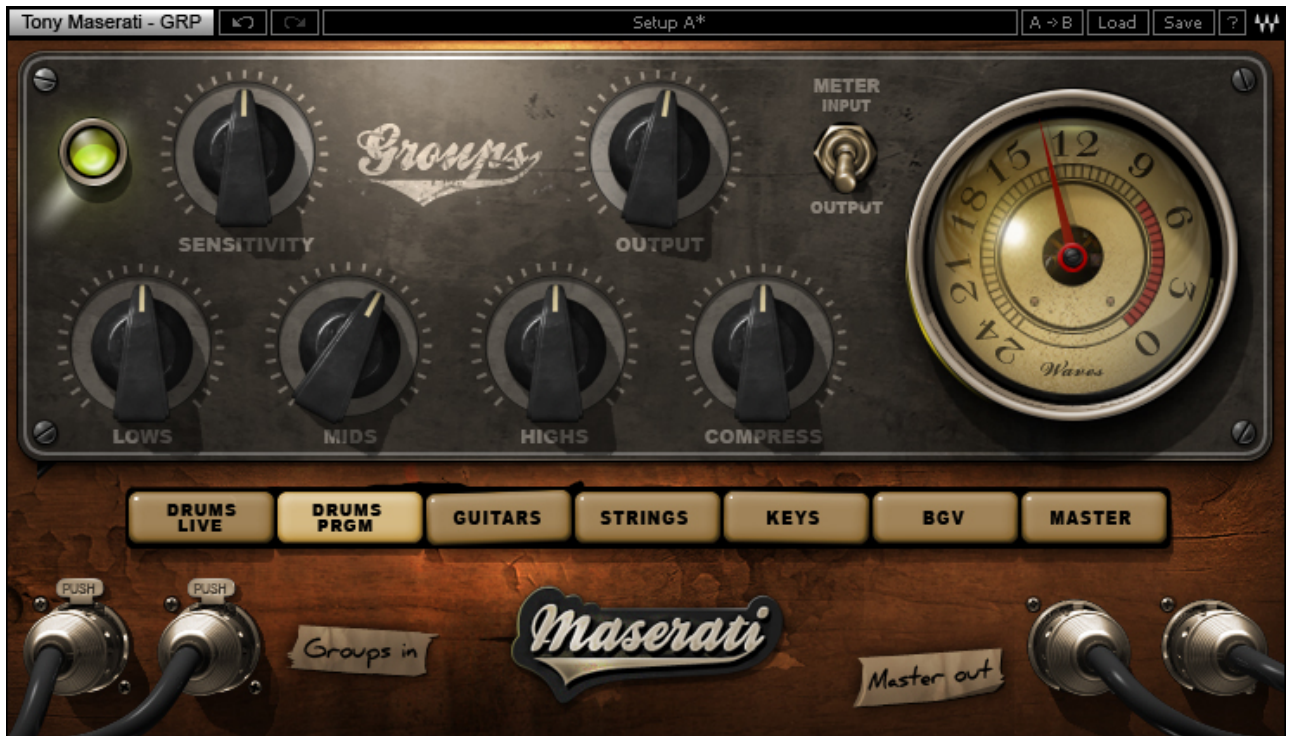 Tony Maserati - GRP
Setup A*
A → B
Load
Save
?
METER
INPUT
Groups
SENSITIVITY
OUTPUT
OUTPUT
15
12
9
18
6
21
3
24
0
Waves
LOWS
MIDS
HIGHS
COMPRESS
DRUMS
LIVE
DRUMS
PRGM
GUITARS
STRINGS
KEYS
BGV
MASTER
PUSH
PUSH
Groups in
Maserati
Master out